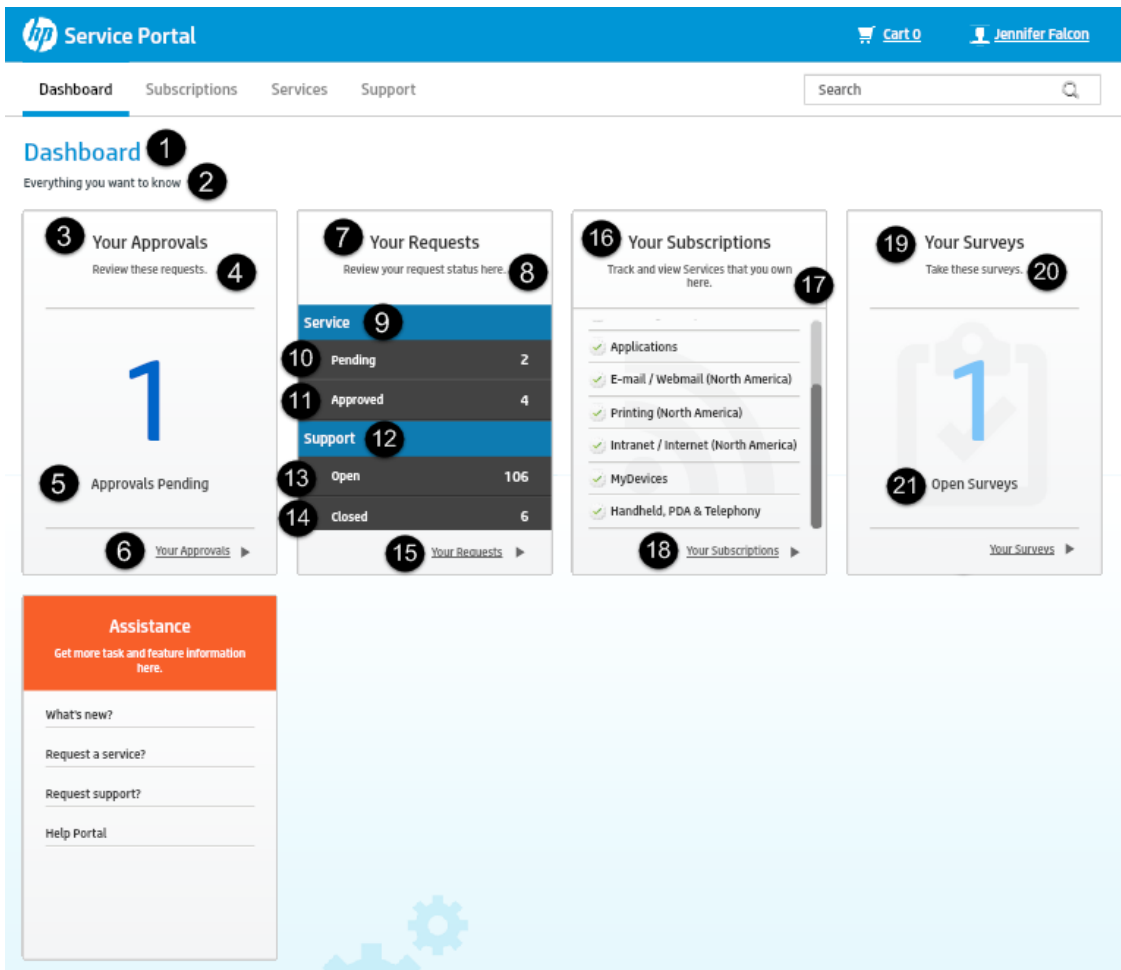 hp Service Portal
Cart 0
Jennifer Falcon
Dashboard Subscriptions Services Support
Search
Dashboard 1
Everything you want to know 2
3 Your Approvals
Review these requests. 4
1
5 Approvals Pending
6 Your Approvals
7 Your Requests
Review your request status here. 8
Service 9
10 Pending 2
11 Approved 4
Support 12
13 Open 106
14 Closed 6
15 Your Requests
16 Your Subscriptions
Track and view Services that you own
here. 17
Applications
E-mail / Webmail (North America)
Printing (North America)
Intranet / Internet (North America)
MyDevices
Handheld, PDA & Telephony
18 Your Subscriptions
19 Your Surveys
Take these surveys. 20
1
21 Open Surveys
Your Surveys
Assistance
Get more task and feature information
here.
What's new?
Request a service?
Request support?
Help Portal